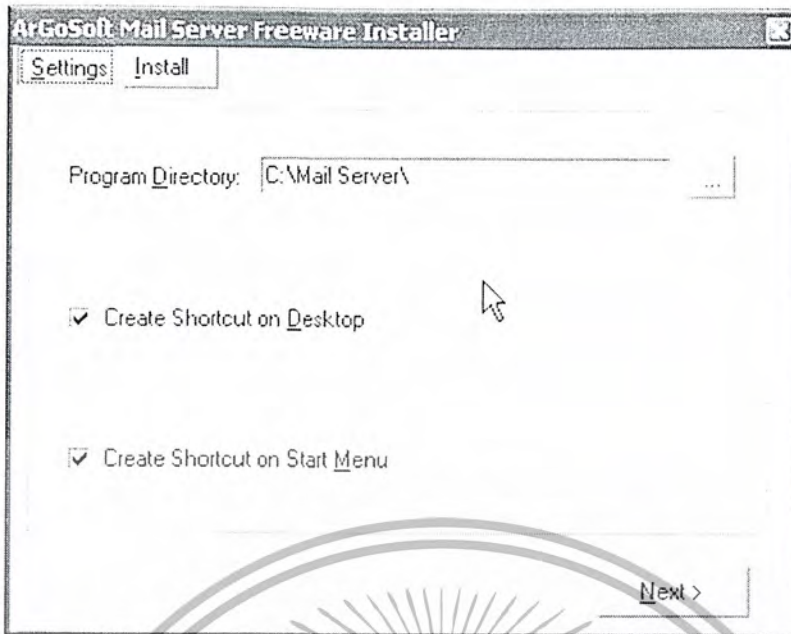 ArGoSoft Mail Server Freeware Installer
Settings Install
Program Directory: C:\Mail Server\ ...
Create Shortcut on Desktop
Create Shortcut on Start Menu
Next >